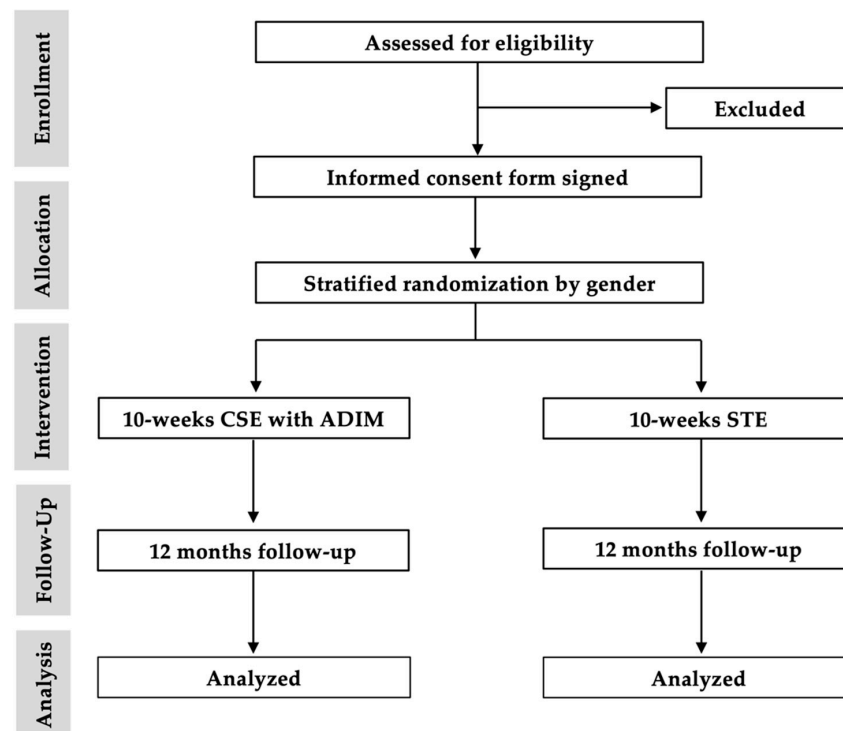 Enrollment
Assessed for eligibility
Excluded
Informed consent form signed
Allocation
Stratified randomization by gender
Intervention
10-weeks CSE with ADIM
10-weeks STE
Follow-Up
12 months follow-up
12 months follow-up
Analysis
Analyzed
Analyzed